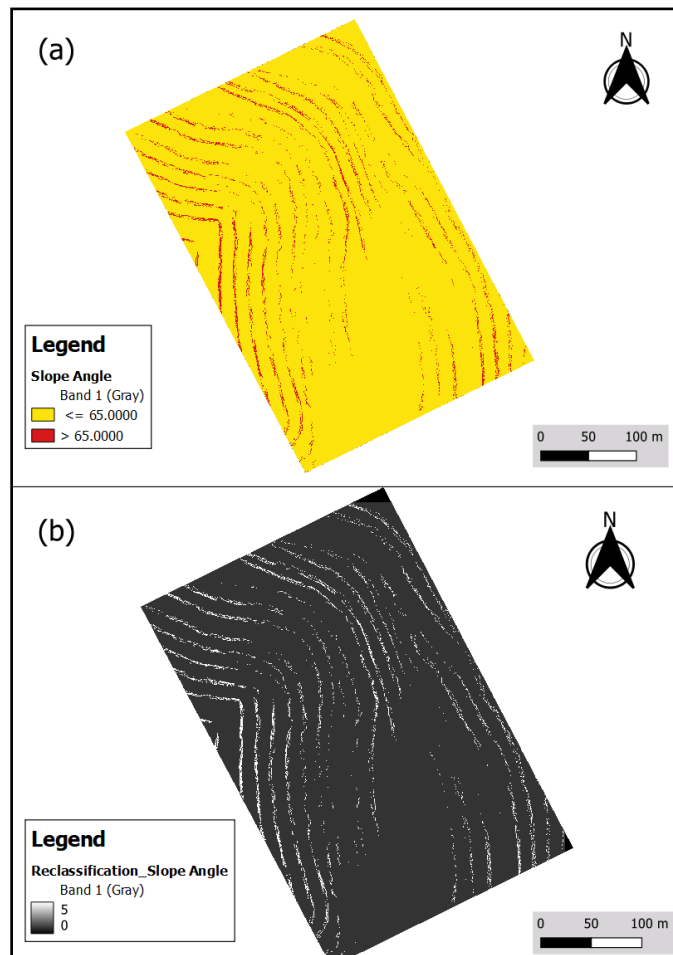 (a)
N
Legend
Slope Angle
Band 1 (Gray)
<= 65.0000
> 65.0000
0 50 100 m
(b)
N
Legend
Reclassification_Slope Angle
Band 1 (Gray)
5
0
0 50 100 m